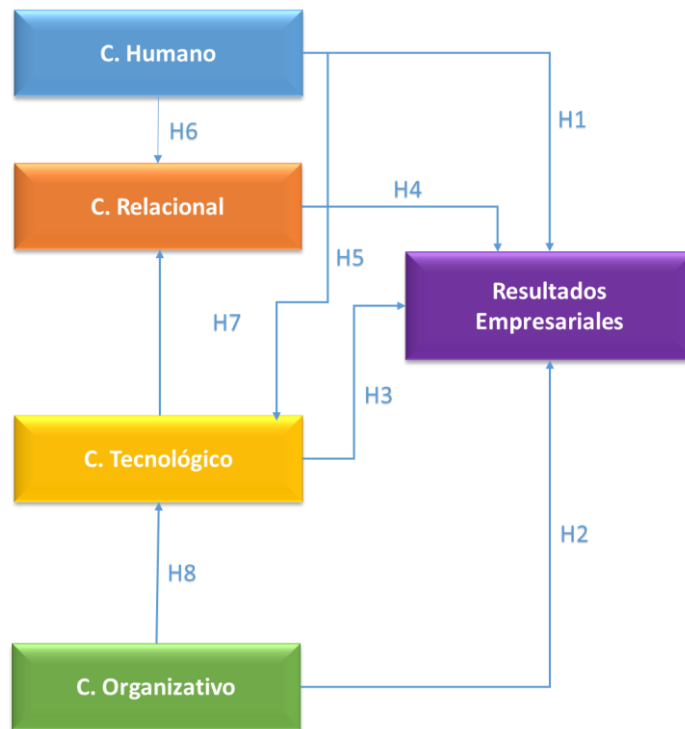 C. Humano
H1
H6
C. Relacional
H4
H5
Resultados
Empresariales
H7
H3
C. Tecnológico
H2
H8
C. Organizativo